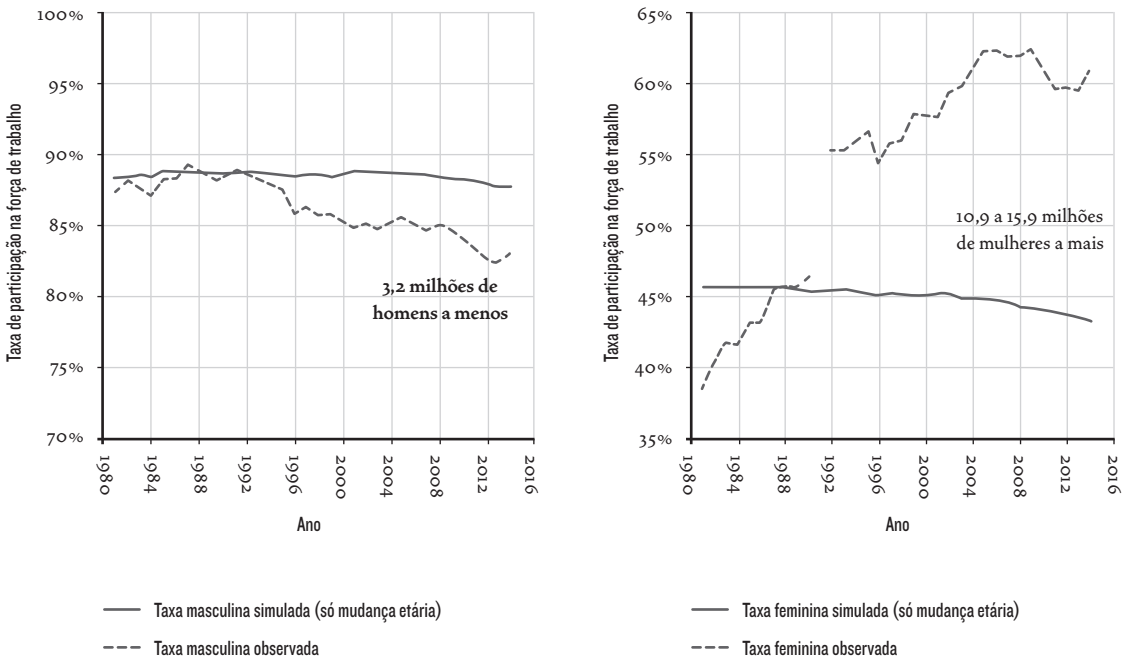 100%
95%
90%
85%
80%
75%
70%
Taxa de participação na força de trabalho
3,2 milhões de
homens a menos
1980
1984
1988
1992
1996
2000
2004
2008
2012
2016
Ano
Taxa masculina simulada (só mudança etária)
Taxa masculina observada
65%
60%
55%
50%
45%
40%
35%
Taxa de participação na força de trabalho
10,9 a 15,9 milhões
de mulheres a mais
1980
1984
1988
1992
1996
2000
2004
2008
2012
2016
Ano
Taxa feminina simulada (só mudança etária)
Taxa feminina observada